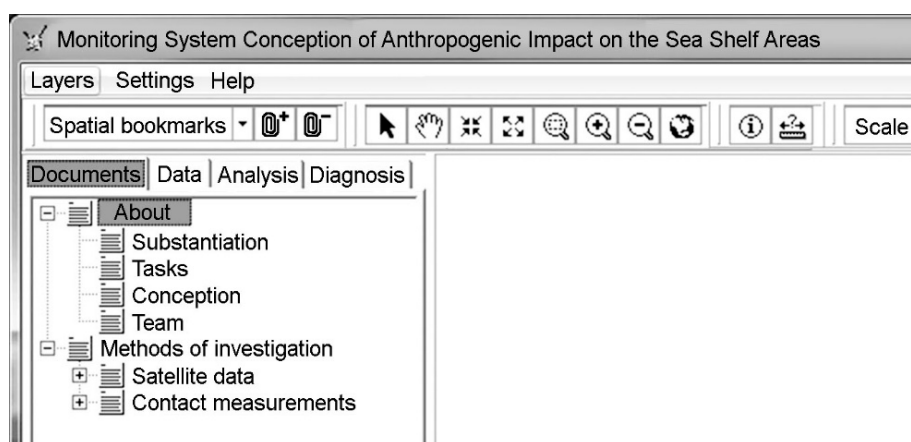 Monitoring System Conception of Anthropogenic Impact on the Sea Shelf Areas
Layers Settings Help
Spatial bookmarks Scale
Documents Data Analysis Diagnosis
About
Substantiation
Tasks
Conception
Team
Methods of investigation
Satellite data
Contact measurements